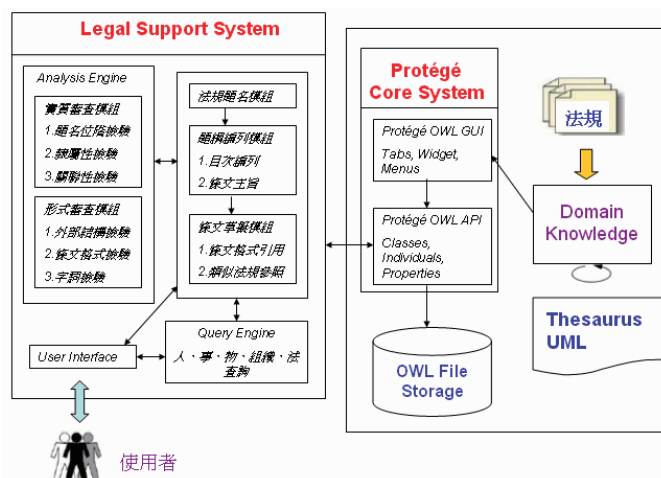 Legal Support System
Analysis Engine
實質審查模組
1.題名位階檢驗
2.隸屬性檢驗
3.關聯性檢驗
形式審查模組
1.外部結構檢驗
2.條文格式檢驗
3.字詞檢驗
法規題名模組
題綱編列模組
1.目次編列
2.條文主旨
條文草擬模組
1.條文格式引用
2.類似法規參照
User Interface
Query Engine
人、事、物、組織、法
查詢
使用者
Protégé
Core System
Protégé OWL GUI
Tabs, Widget,
Menus
Protégé OWL API
Classes,
Individuals,
Properties
OWL File
Storage
法規
Domain
Knowledge
Thesaurus
UML